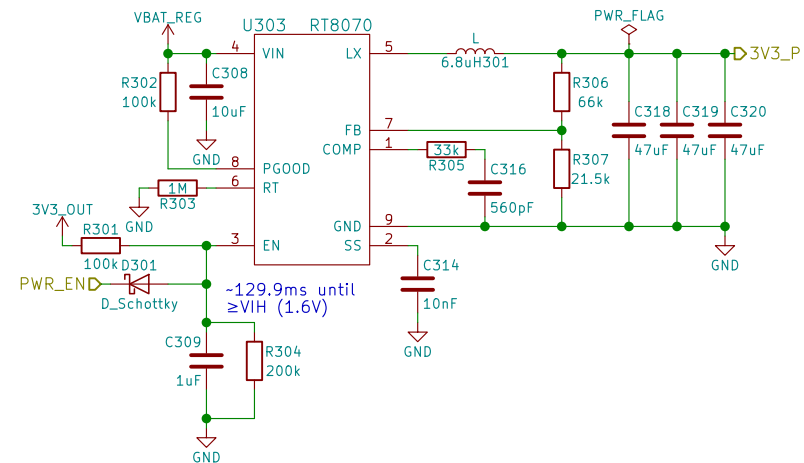 VBAT_REG
U303
RT8070
PWR_FLAG
4
VIN
LX
5
L
6.8uH301
3V3_P
R302
100k
C308
10uF
GND
R306
66k
C318
47uF
C319
47uF
C320
47uF
FB
7
COMP
1
33k
R305
8
PGOOD
6
RT
1M
R303
GND
C316
560pF
R307
21.5k
3V3_OUT
R301
100k
GND
9
3
EN
SS
2
GND
D301
PWR_EN
D_Schottky
C314
10nF
~129.9ms until
≥VIH (1.6V)
GND
C309
1uF
R304
200k
GND